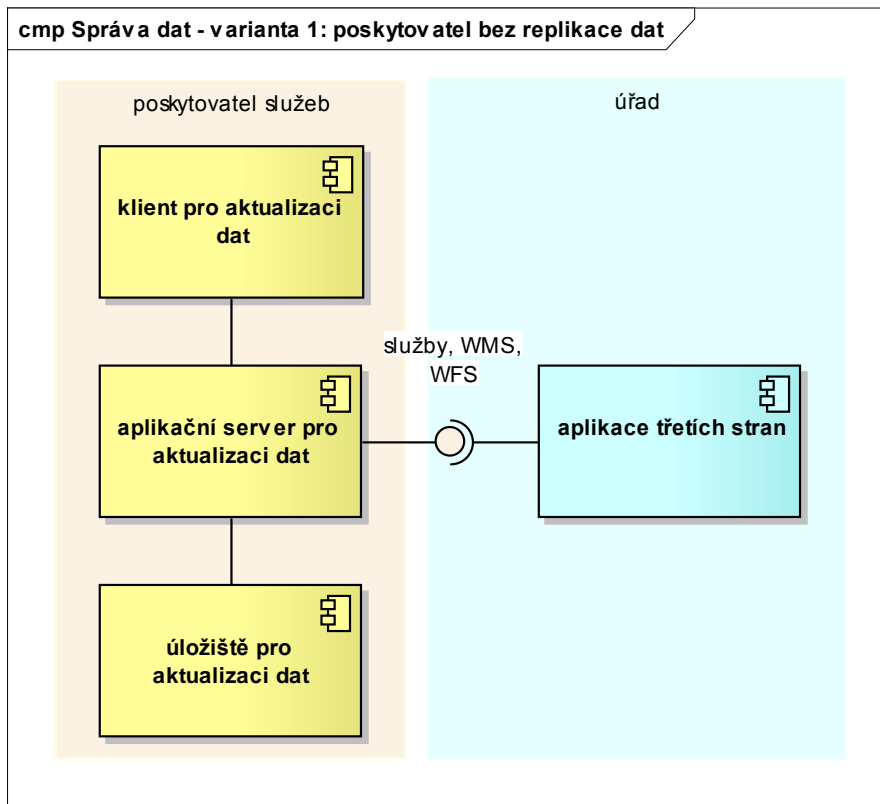 cmp Správa dat - varianta 1: poskytovatel bez replikace dat
poskytovatel služeb
úřad
klient pro aktualizaci
dat
služby, WMS,
WFS
aplikační server pro
aktualizaci dat
aplikace třetích stran
úložiště pro
aktualizaci dat